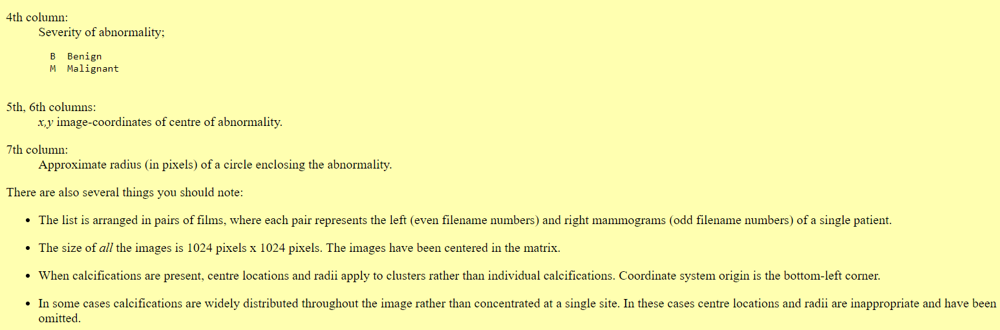 4th column:
Severity of abnormality;
B  Benign
M  Malignant
5th, 6th columns:
x,y image-coordinates of centre of abnormality.
7th column:
Approximate radius (in pixels) of a circle enclosing the abnormality.
There are also several things you should note:
• The list is arranged in pairs of films, where each pair represents the left (even filename numbers) and right mammograms (odd filename numbers) of a single patient.
• The size of all the images is 1024 pixels x 1024 pixels. The images have been centered in the matrix.
• When calcifications are present, centre locations and radii apply to clusters rather than individual calcifications. Coordinate system origin is the bottom-left corner.
• In some cases calcifications are widely distributed throughout the image rather than concentrated at a single site. In these cases centre locations and radii are inappropriate and have been
omitted.